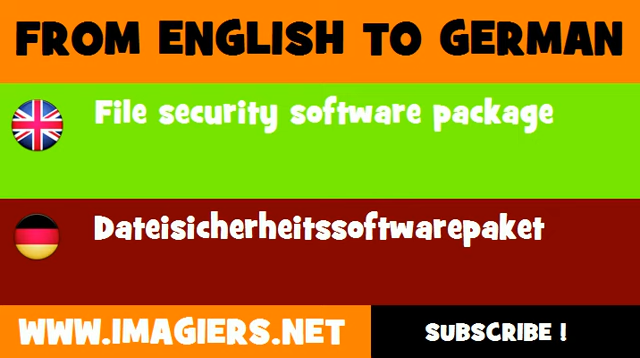 FROM ENGLISH TO GERMAN
File security software package
Dateisicherheitssoftwarepaket
WWW.IMAGIERS.NET
SUBSCRIBE !